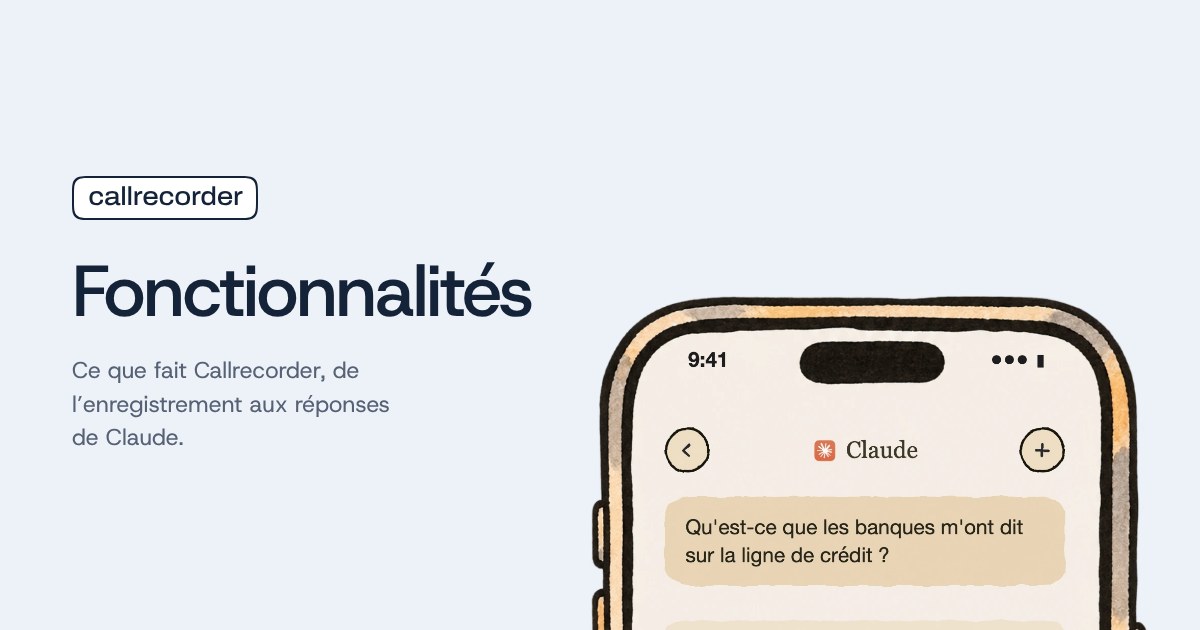 callrecorder
Fonctionnalités
Ce que fait Callrecorder, de
l’enregistrement aux réponses
de Claude.
9:41
Claude
Qu'est-ce que les banques m'ont dit
sur la ligne de crédit ?